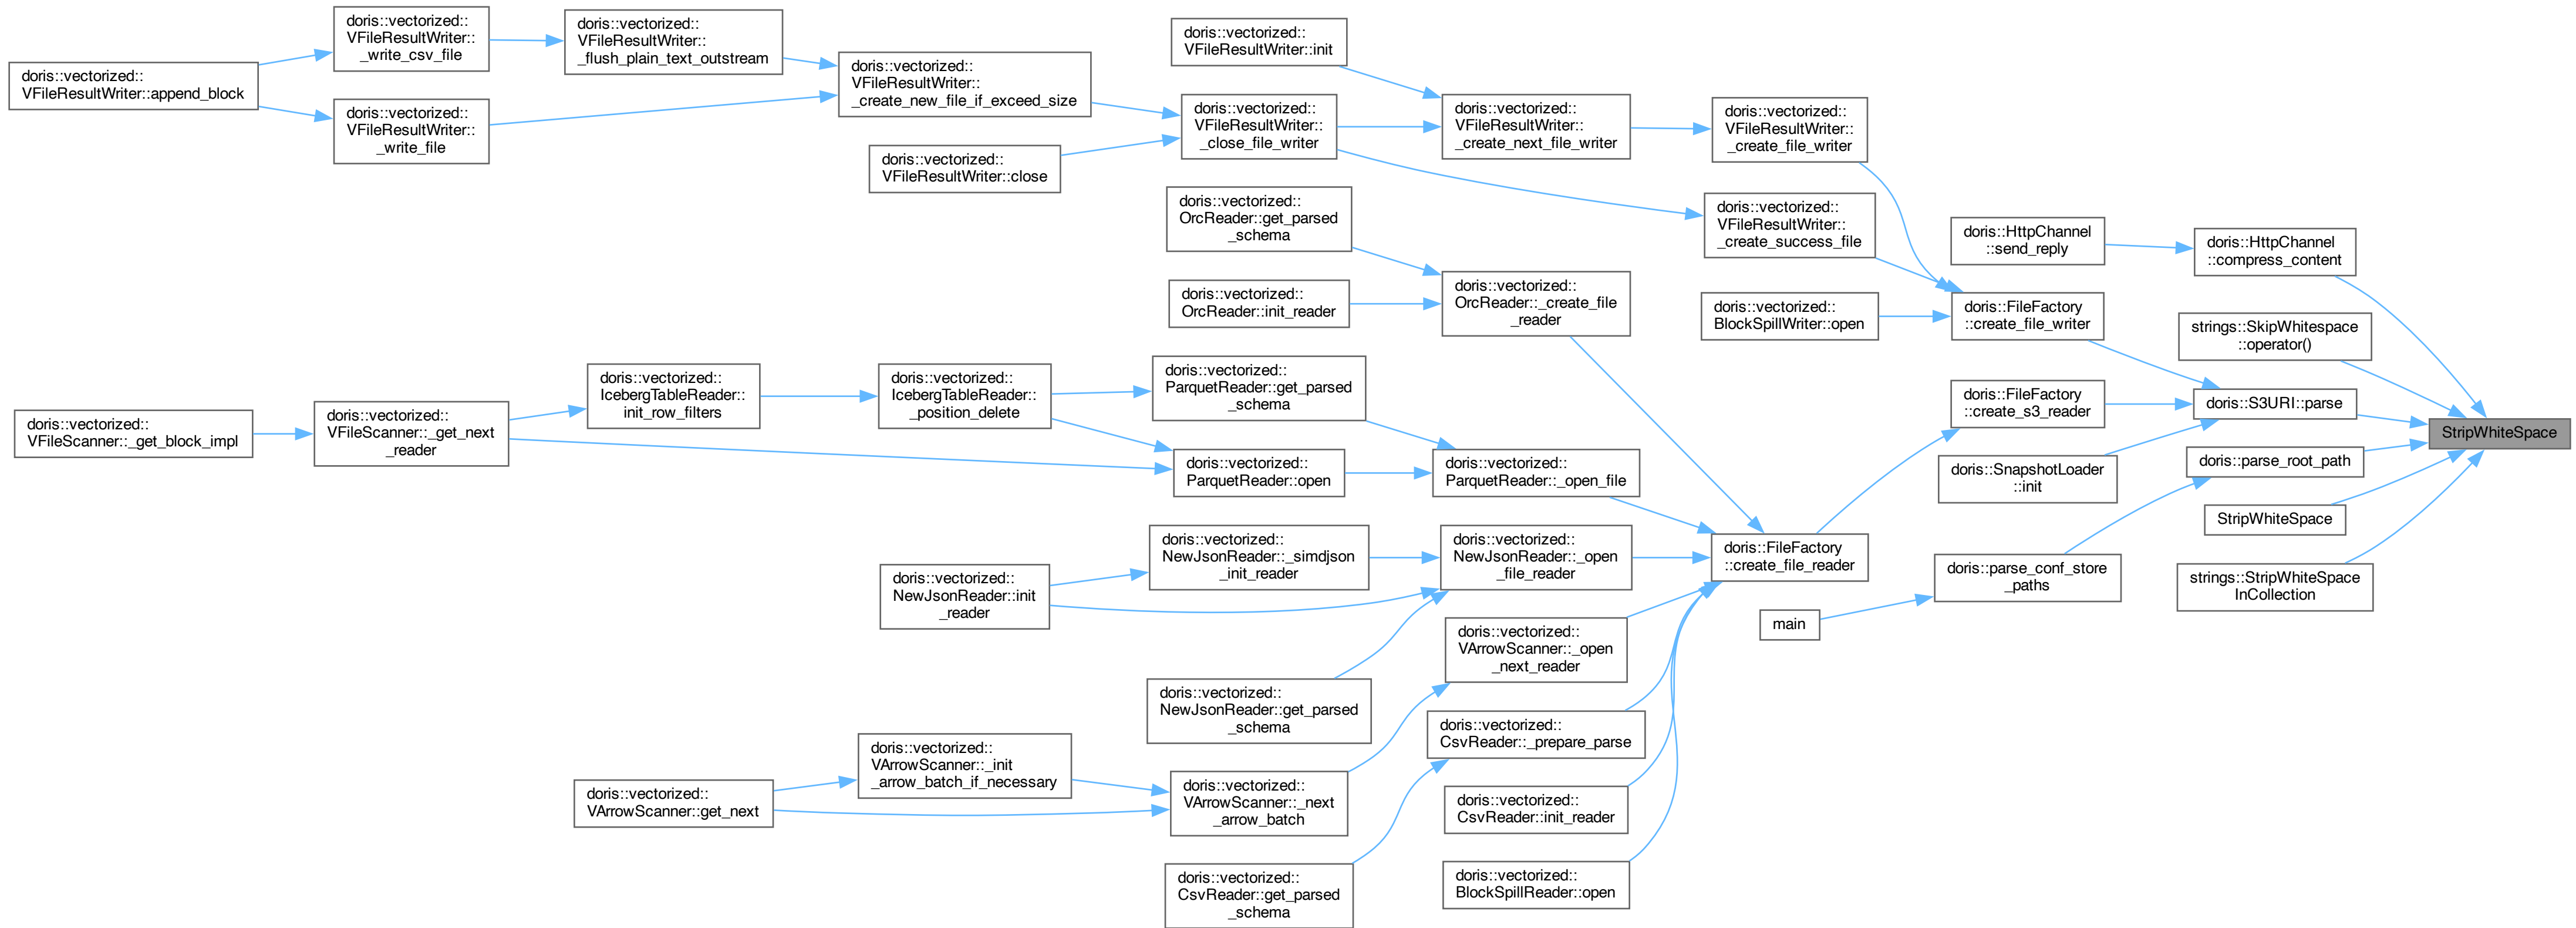 doris::vectorized::
VFileResultWriter::append_block
doris::vectorized::
VFileResultWriter::
_write_csv_file
doris::vectorized::
VFileResultWriter::
_write_file
doris::vectorized::
VFileResultWriter::
_flush_plain_text_outstream
doris::vectorized::
VFileResultWriter::
_create_new_file_if_exceed_size
doris::vectorized::
VFileResultWriter::close
doris::vectorized::
VFileResultWriter::init
doris::vectorized::
VFileResultWriter::
_close_file_writer
doris::vectorized::
VFileResultWriter::
_create_next_file_writer
doris::vectorized::
VFileResultWriter::
_create_file_writer
doris::vectorized::
VFileResultWriter::
_create_success_file
doris::vectorized::
OrcReader::get_parsed
_schema
doris::vectorized::
OrcReader::init_reader
doris::vectorized::
OrcReader::_create_file
_reader
doris::vectorized::
BlockSpillWriter::open
doris::HttpChannel
::send_reply
doris::HttpChannel
::compress_content
doris::FileFactory
::create_file_writer
strings::SkipWhitespace
::operator()
doris::FileFactory
::create_s3_reader
doris::S3URI::parse
StripWhiteSpace
doris::SnapshotLoader
::init
doris::parse_root_path
StripWhiteSpace
doris::parse_conf_store
_paths
strings::StripWhiteSpace
InCollection
main
doris::FileFactory
::create_file_reader
doris::vectorized::
VFileScanner::_get_block_impl
doris::vectorized::
VFileScanner::_get_next
_reader
doris::vectorized::
IcebergTableReader::
init_row_filters
doris::vectorized::
IcebergTableReader::
_position_delete
doris::vectorized::
ParquetReader::get_parsed
_schema
doris::vectorized::
ParquetReader::open
doris::vectorized::
ParquetReader::_open_file
doris::vectorized::
NewJsonReader::init
_reader
doris::vectorized::
NewJsonReader::_simdjson
_init_reader
doris::vectorized::
NewJsonReader::_open
_file_reader
doris::vectorized::
NewJsonReader::get_parsed
_schema
doris::vectorized::
VArrowScanner::_open
_next_reader
doris::vectorized::
CsvReader::_prepare_parse
doris::vectorized::
VArrowScanner::get_next
doris::vectorized::
VArrowScanner::_init
_arrow_batch_if_necessary
doris::vectorized::
VArrowScanner::_next
_arrow_batch
doris::vectorized::
CsvReader::init_reader
doris::vectorized::
CsvReader::get_parsed
_schema
doris::vectorized::
BlockSpillReader::open